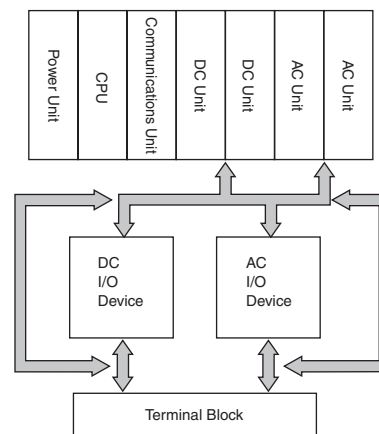 Power Unit
CPU
Communications Unit
DC Unit
DC Unit
AC Unit
AC Unit
DC
I/O
Device
AC
I/O
Device
Terminal Block